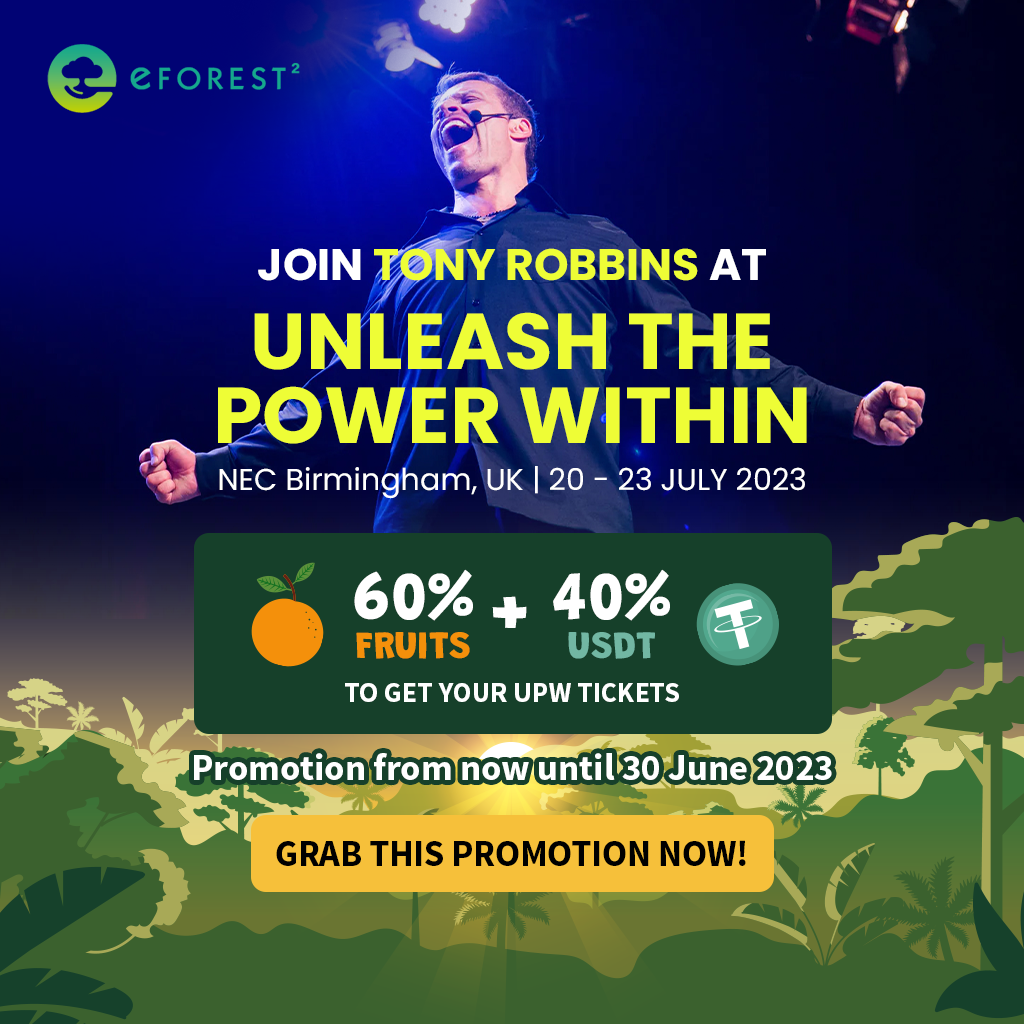 eFOREST²
JOIN TONY ROBBINS AT
UNLEASH THE
POWER WITHIN
NEC Birmingham, UK | 20 - 23 JULY 2023
60% + 40%
FRUITS USDT
TO GET YOUR UPW TICKETS
Promotion from now until 30 June 2023
GRAB THIS PROMOTION NOW!